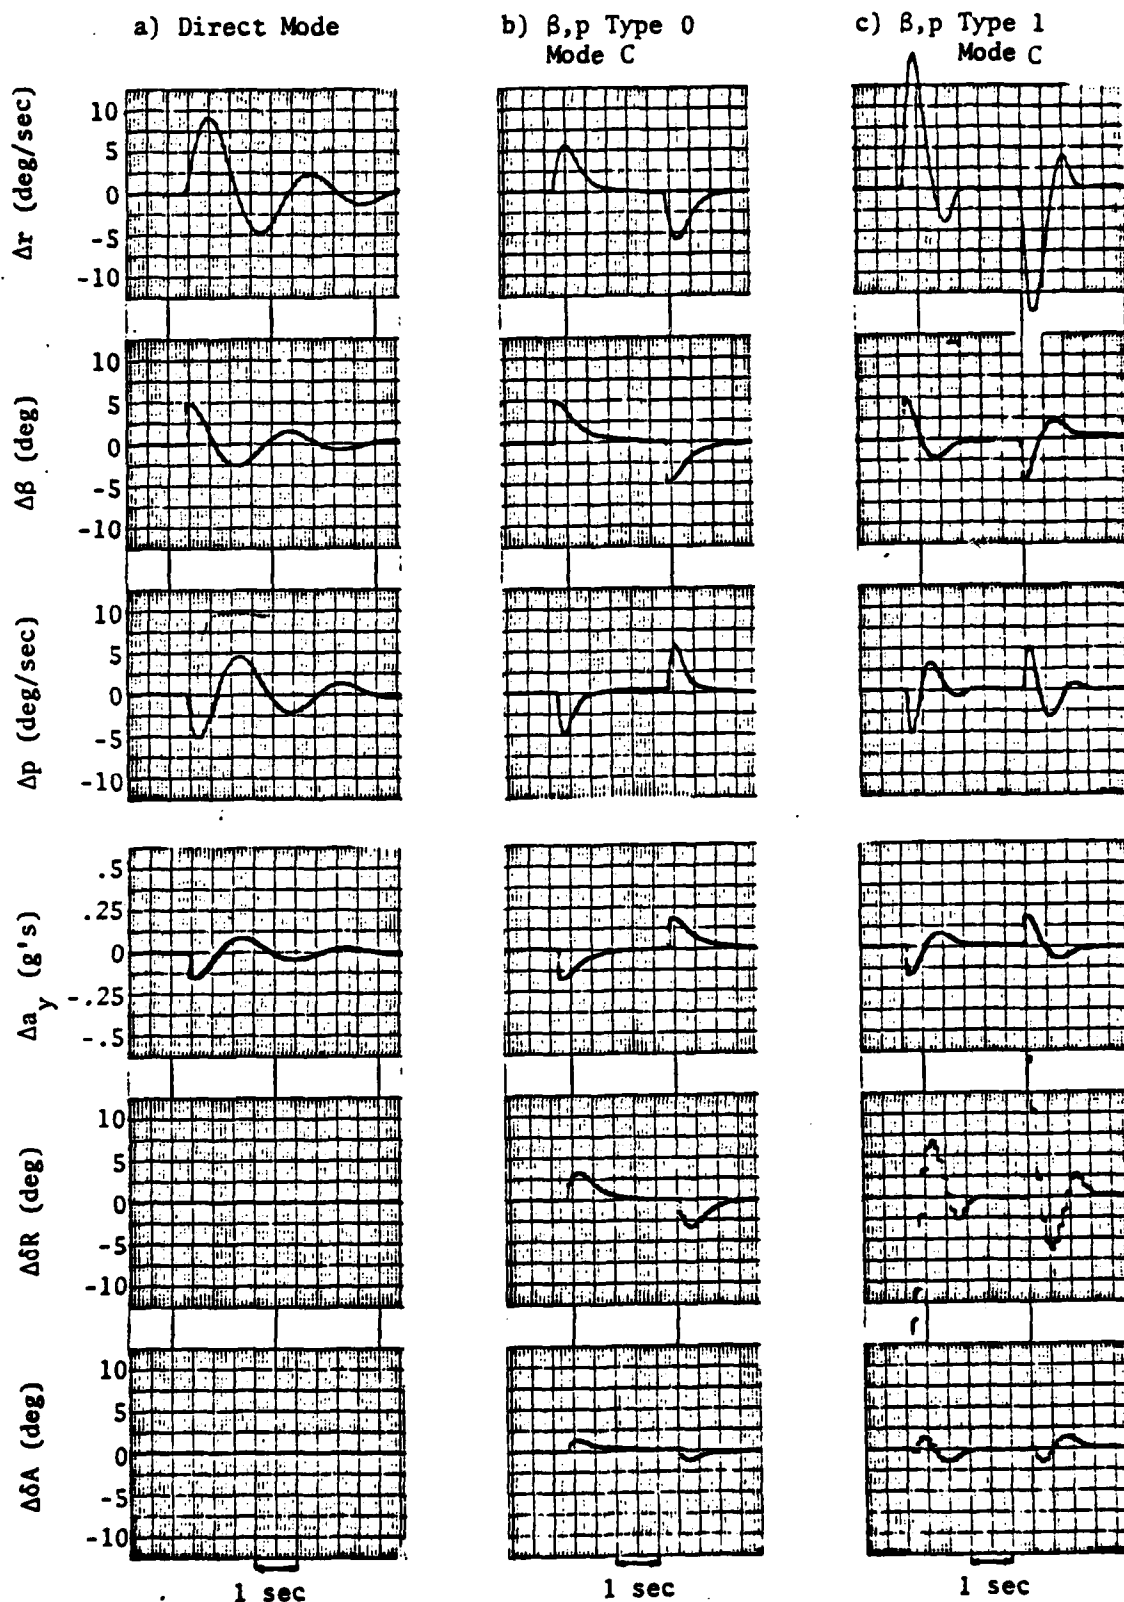 a) Direct Mode
b) β,p Type 0
Mode C
c) β,p Type 1
Mode C
Δr (deg/sec)
10
5
0
-5
-10
Δβ (deg)
10
5
0
-5
-10
Δp (deg/sec)
10
5
0
-5
-10
Δay (g's)
.5
.25
0
-.25
-.5
ΔδR (deg)
10
5
0
-5
-10
ΔδA (deg)
10
5
0
-5
-10
1 sec
1 sec
1 sec